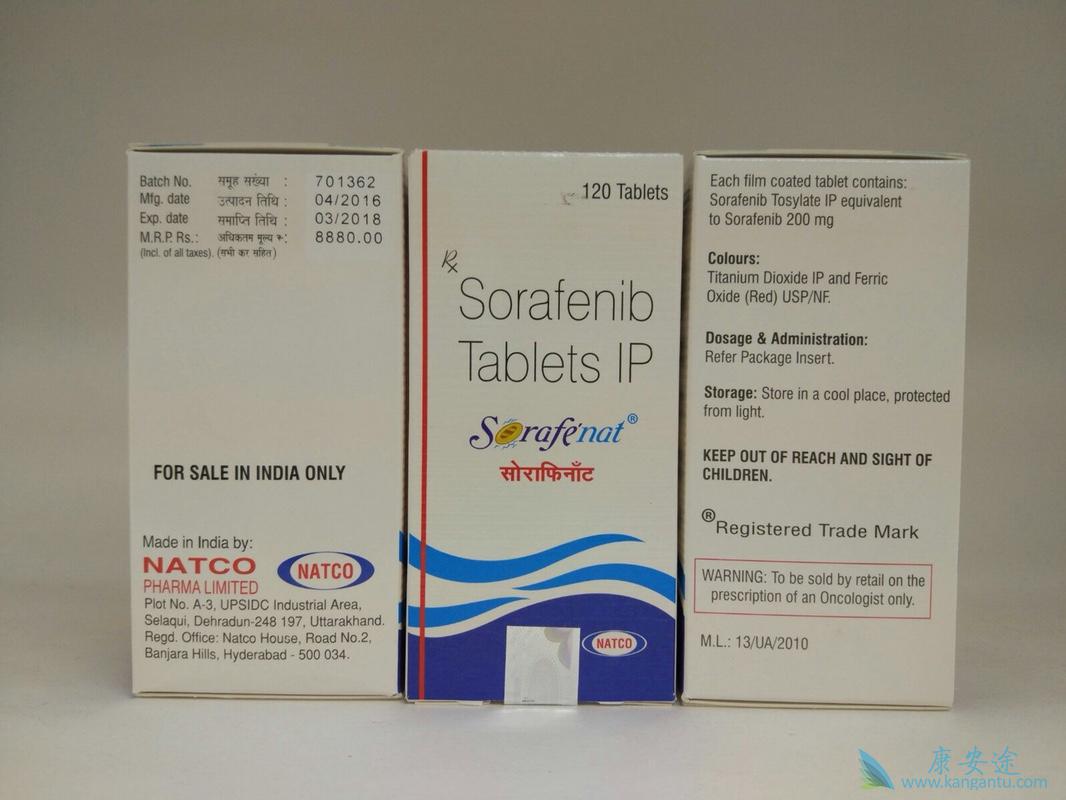 Batch No. समूह संख्या : 701362
Mfg. date उत्पादन तिथि : 04/2016
Exp. date समाप्ति तिथि : 03/2018
M.R.P. Rs.: अधिकतम मूल्य रु.: 8880.00
(Incl. of all taxes). (सभी कर सहित)
FOR SALE IN INDIA ONLY
Made in India by:
NATCO
PHARMA LIMITED
NATCO
Plot No. A-3, UPSIDC Industrial Area,
Selaqui, Dehradun-248 197, Uttarakhand.
Regd. Office: Natco House, Road No.2,
Banjara Hills, Hyderabad - 500 034.
120 Tablets
Rx
Sorafenib
Tablets IP
Sorafénat®
सोराफिनाँट
NATCO
Each film coated tablet contains:
Sorafenib Tosylate IP equivalent
to Sorafenib 200 mg
Colours:
Titanium Dioxide IP and Ferric
Oxide (Red) USP/NF.
Dosage & Administration:
Refer Package Insert.
Storage: Store in a cool place, protected
from light.
KEEP OUT OF REACH AND SIGHT OF
CHILDREN.
®Registered Trade Mark
WARNING: To be sold by retail on the
prescription of an Oncologist only.
M.L.: 13/UA/2010
康安途
www.kangantu.com